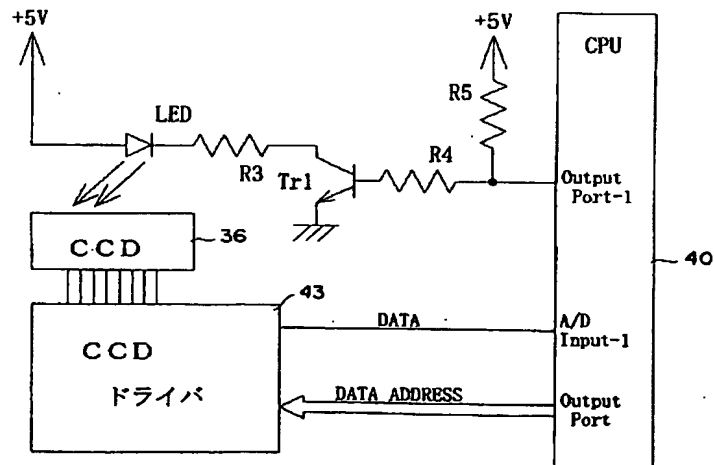 +5V
+5V
CPU
LED
R5
R3
Tr1
R4
Output
Port-1
CCD
36
40
43
CCD
ドライバ
DATA
A/D
Input-1
DATA ADDRESS
Output
Port